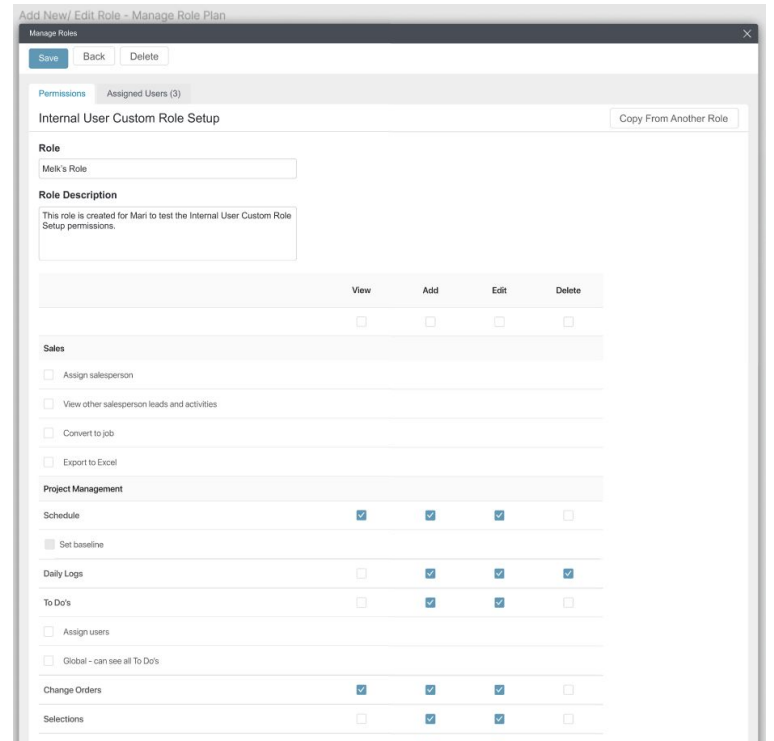 Add New/ Edit Role - Manage Role Plan
Manage Roles
Save Back Delete
Permissions Assigned Users (3)
Internal User Custom Role Setup Copy From Another Role
Role
Melk's Role
Role Description
This role is created for Mari to test the Internal User Custom Role
Setup permissions.
View Add Edit Delete
Sales
Assign salesperson
View other salesperson leads and activities
Convert to job
Export to Excel
Project Management
Schedule
Set baseline
Daily Logs
To Do's
Assign users
Global - can see all To Do's
Change Orders
Selections